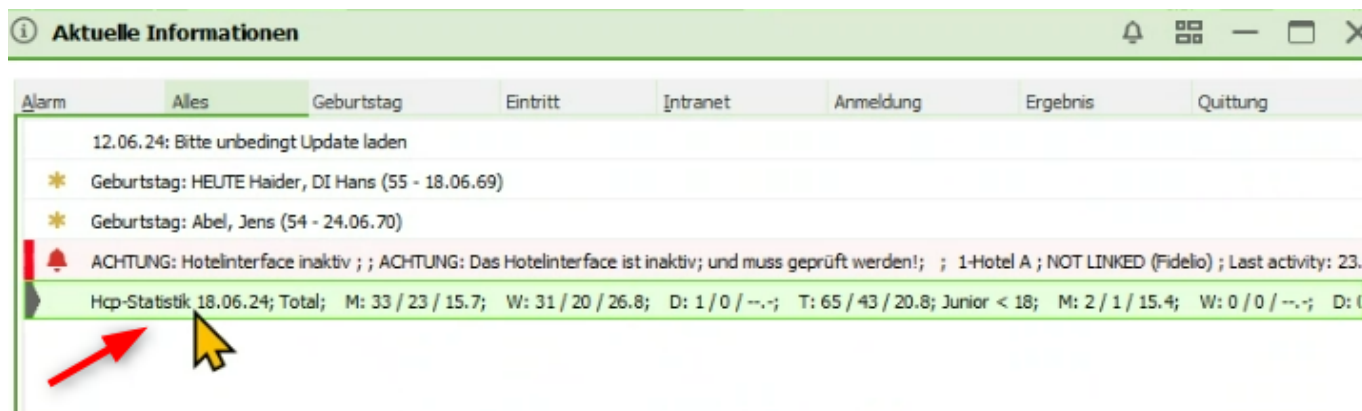 Aktuelle Informationen
Alarm Alles Geburtstag Eintritt Intranet Anmeldung Ergebnis Quittung
12.06.24: Bitte unbedingt Update laden
Geburtstag: HEUTE Haider, DI Hans (55 - 18.06.69)
Geburtstag: Abel, Jens (54 - 24.06.70)
ACHTUNG: Hotelinterface inaktiv ; ; ACHTUNG: Das Hotelinterface ist inaktiv; und muss geprüft werden!; ; 1-Hotel A ; NOT LINKED (Fidelio) ; Last activity: 23.
Hcp-Statistik 18.06.24; Total; M: 33 / 23 / 15.7; W: 31 / 20 / 26.8; D: 1 / 0 / --.-; T: 65 / 43 / 20.8; Junior < 18; M: 2 / 1 / 15.4; W: 0 / 0 / --.-; D: